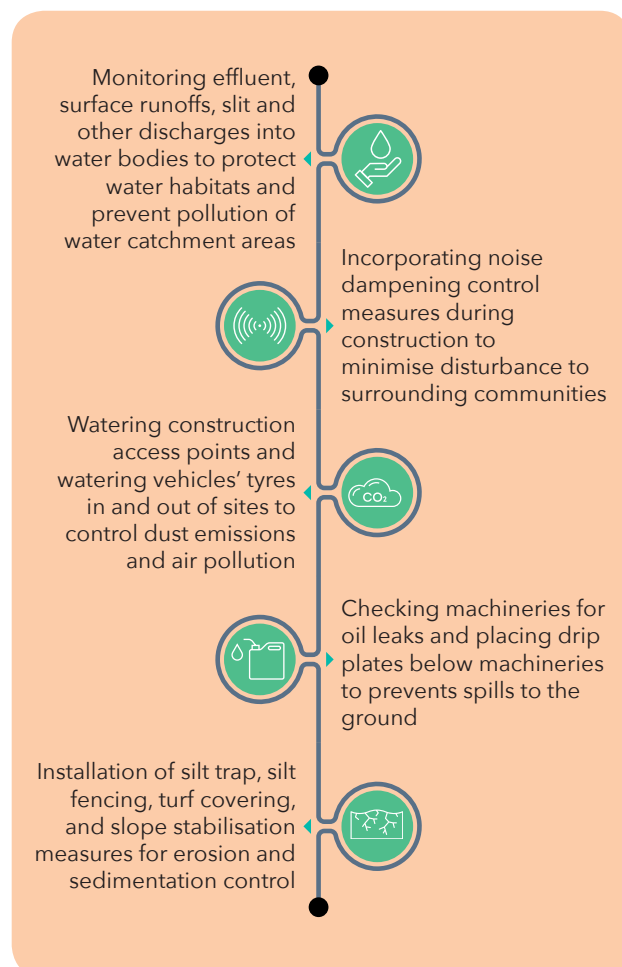 Monitoring effluent,
surface runoffs, slit and
other discharges into
water bodies to protect
water habitats and
prevent pollution of
water catchment areas
Incorporating noise
dampening control
measures during
construction to
minimise disturbance to
surrounding communities
Watering construction
access points and
watering vehicles’ tyres
in and out of sites to
control dust emissions
and air pollution
CO₂
Checking machineries for
oil leaks and placing drip
plates below machineries
to prevents spills to the
ground
Installation of silt trap, silt
fencing, turf covering,
and slope stabilisation
measures for erosion and
sedimentation control